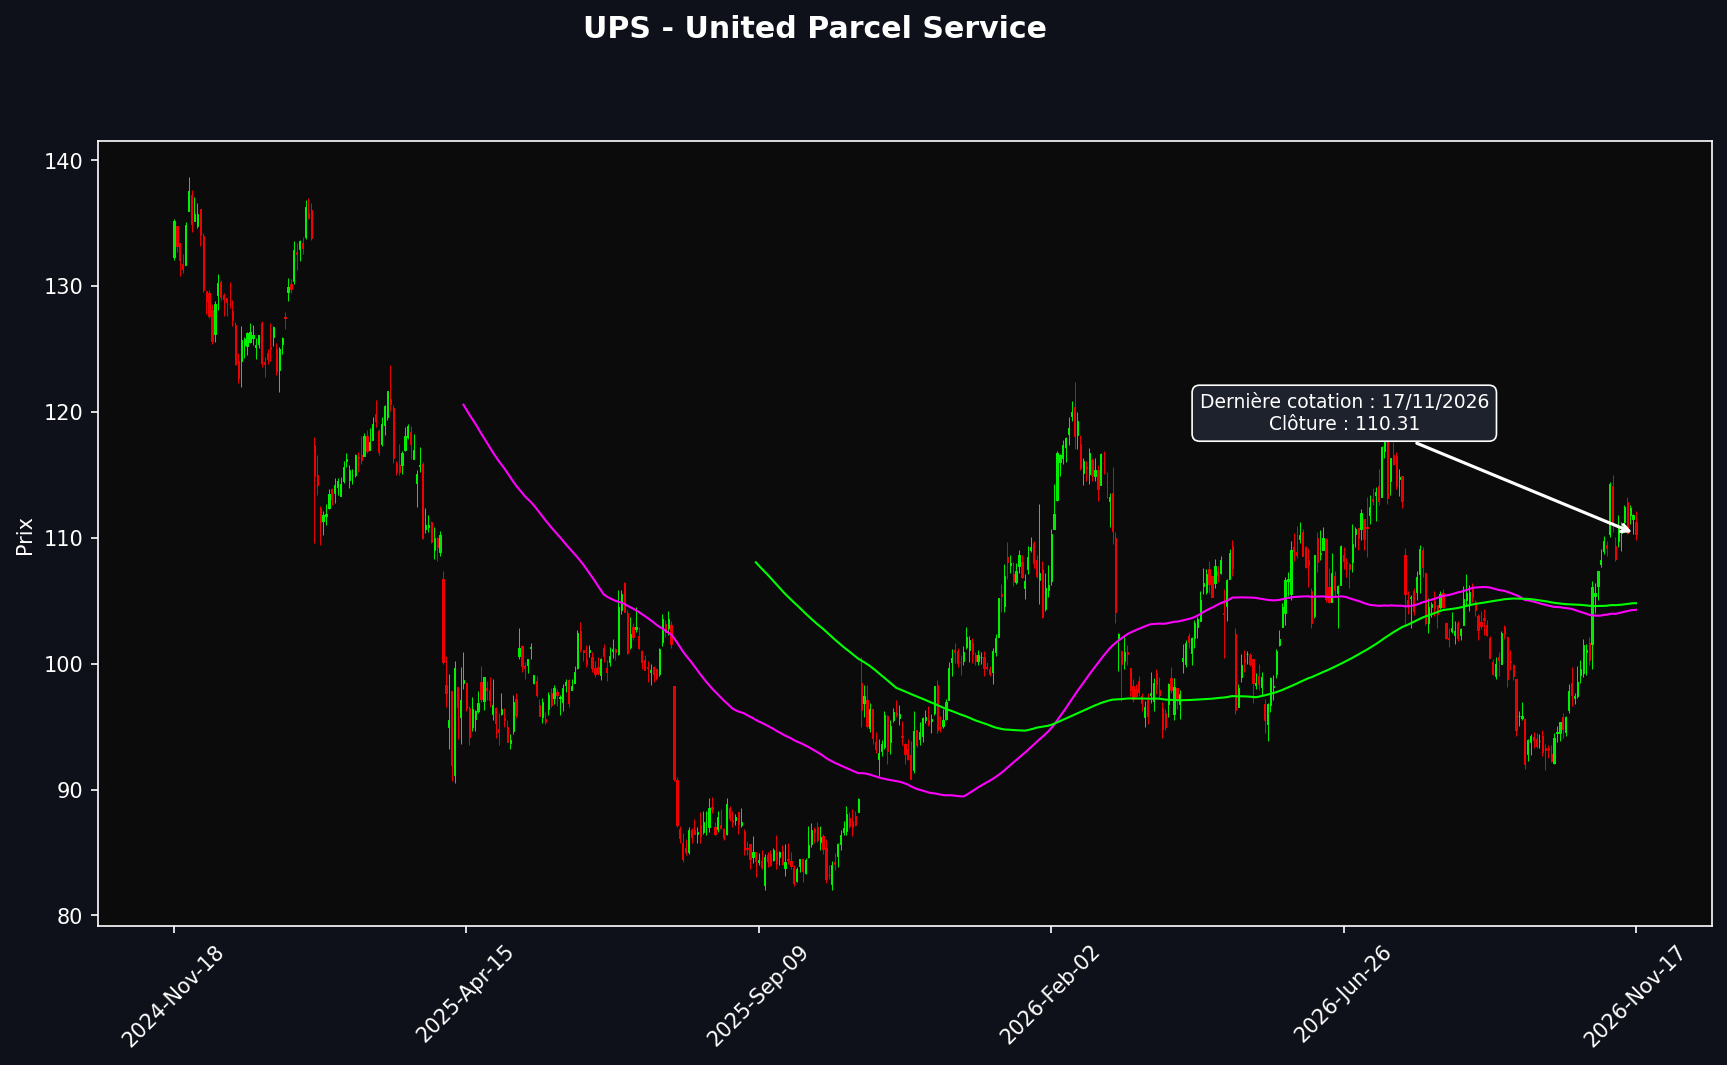 UPS - United Parcel Service
140
130
120
110
100
90
80
Prix
Dernière cotation : 17/11/2026
Clôture : 110.31
2024-Nov-18
2025-Apr-15
2025-Sep-09
2026-Feb-02
2026-Jun-26
2026-Nov-17